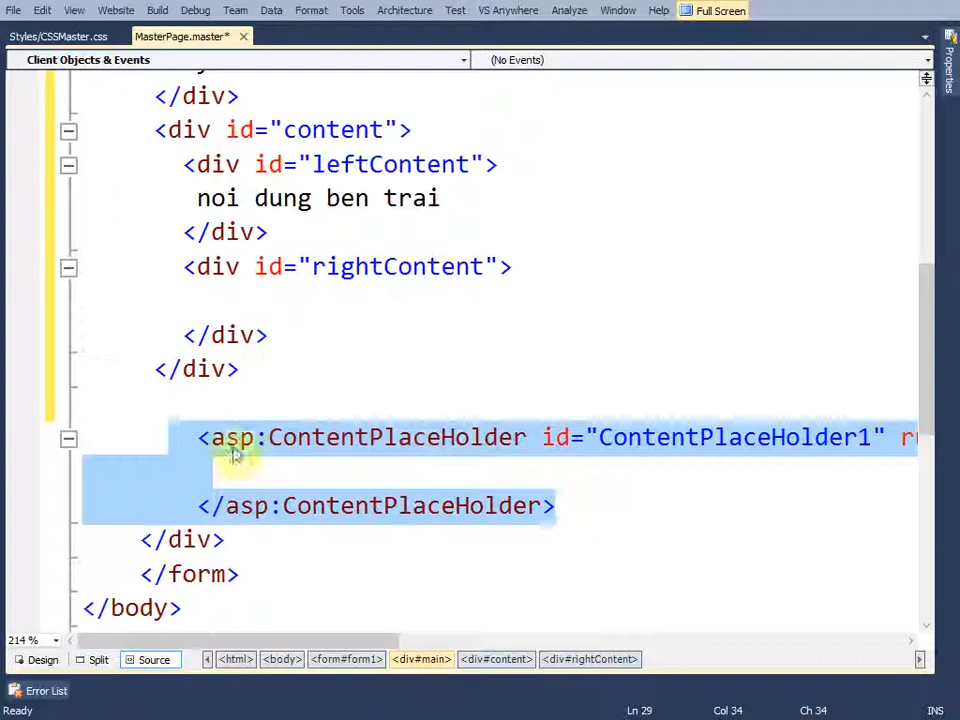 File Edit View Website Build Debug Team Data Format Tools Architecture Test VS Anywhere Analyze Window Help Full Screen
Styles/CSSMaster.css MasterPage.master*
Client Objects & Events (No Events)
Properties
</div>
<div id="content">
<div id="leftContent">
noi dung ben trai
</div>
<div id="rightContent">
</div>
</div>
<asp:ContentPlaceHolder id="ContentPlaceHolder1"
</asp:ContentPlaceHolder>
</div>
</form>
</body>
214 %
Design Split Source <html> <body> <form#form1> <div#main> <div#content> <div#rightContent>
Error List
Ready Ln 29 Col 34 Ch 34 INS